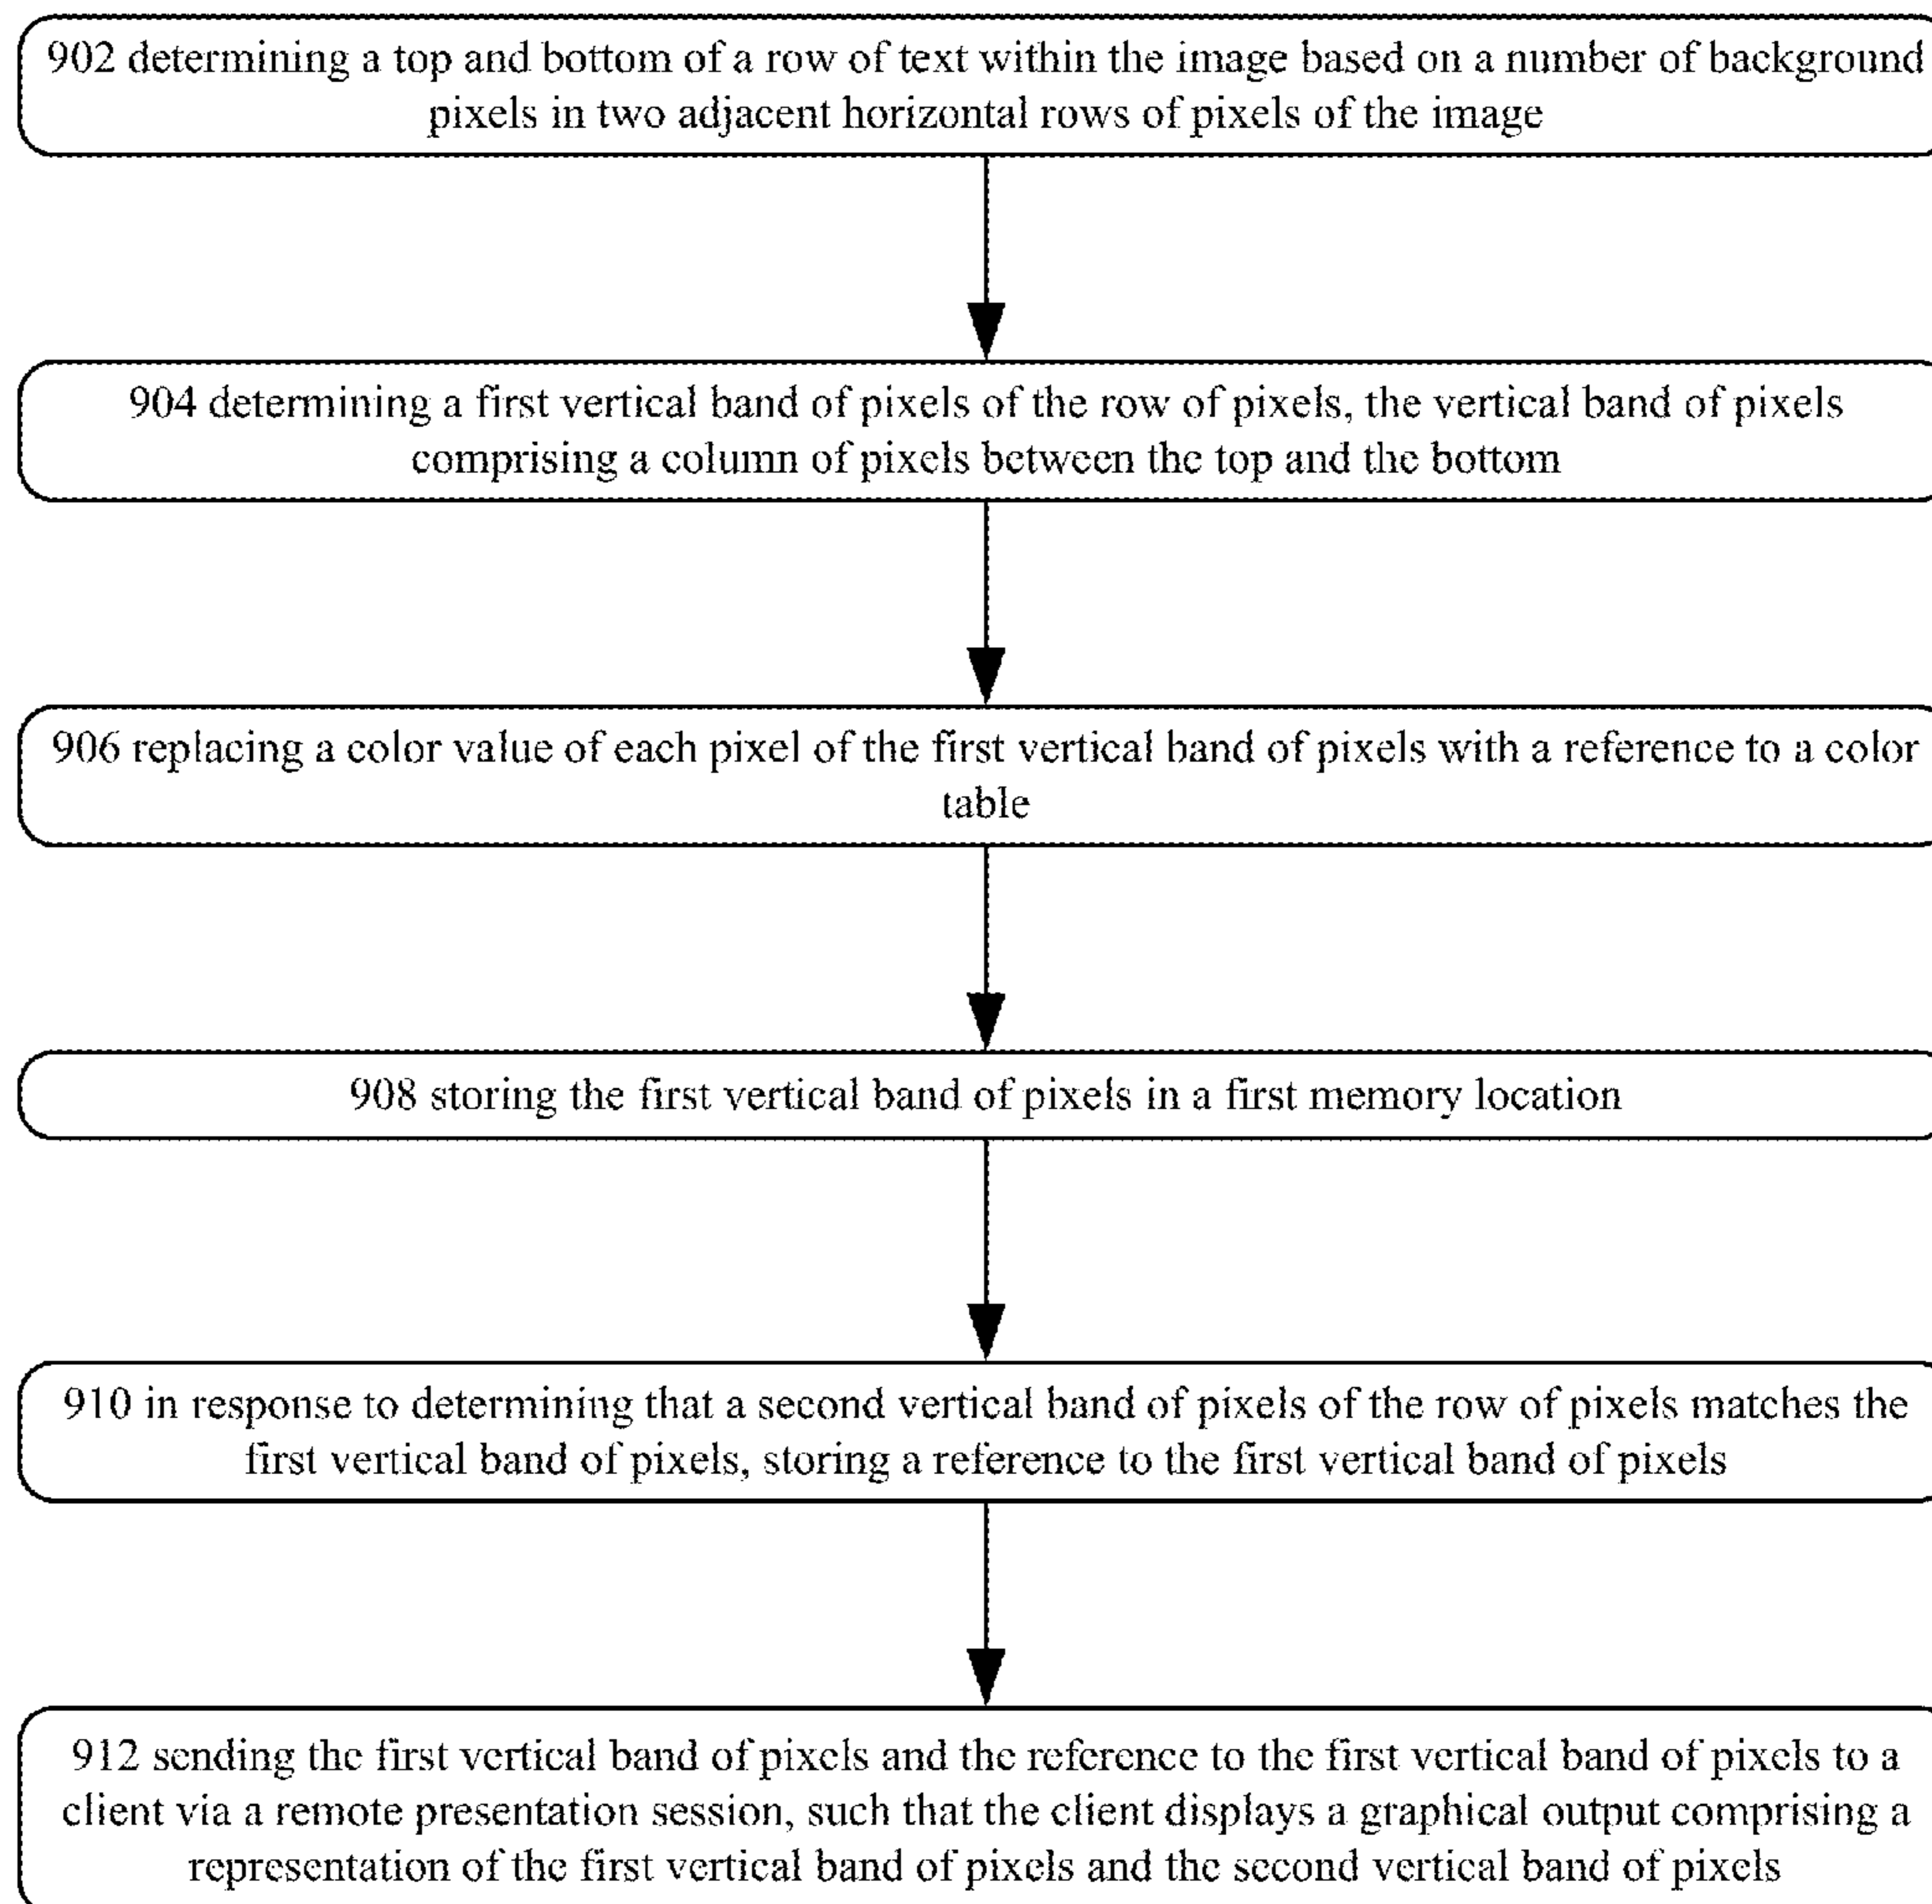 902 determining a top and bottom of a row of text within the image based on a number of background
pixels in two adjacent horizontal rows of pixels of the image
904 determining a first vertical band of pixels of the row of pixels, the vertical band of pixels
comprising a column of pixels between the top and the bottom
906 replacing a color value of each pixel of the first vertical band of pixels with a reference to a color
table
908 storing the first vertical band of pixels in a first memory location
910 in response to determining that a second vertical band of pixels of the row of pixels matches the
first vertical band of pixels, storing a reference to the first vertical band of pixels
912 sending the first vertical band of pixels and the reference to the first vertical band of pixels to a
client via a remote presentation session, such that the client displays a graphical output comprising a
representation of the first vertical band of pixels and the second vertical band of pixels